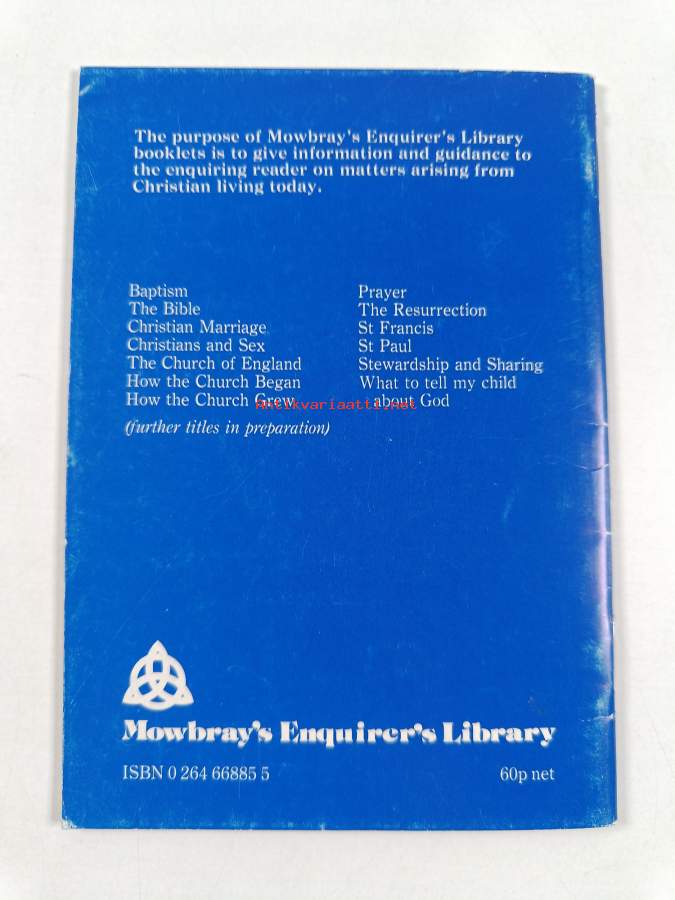 The purpose of Mowbray's Enquirer's Library
booklets is to give information and guidance to
the enquiring reader on matters arising from
Christian living today.
Baptism
The Bible
Christian Marriage
Christians and Sex
The Church of England
How the Church Began
How the Church Grew
(further titles in preparation)
Prayer
The Resurrection
St Francis
St Paul
Stewardship and Sharing
What to tell my child
about God
Antikvariaatti.net
Mowbray's Enquirer's Library
ISBN 0 264 66885 5
60p net